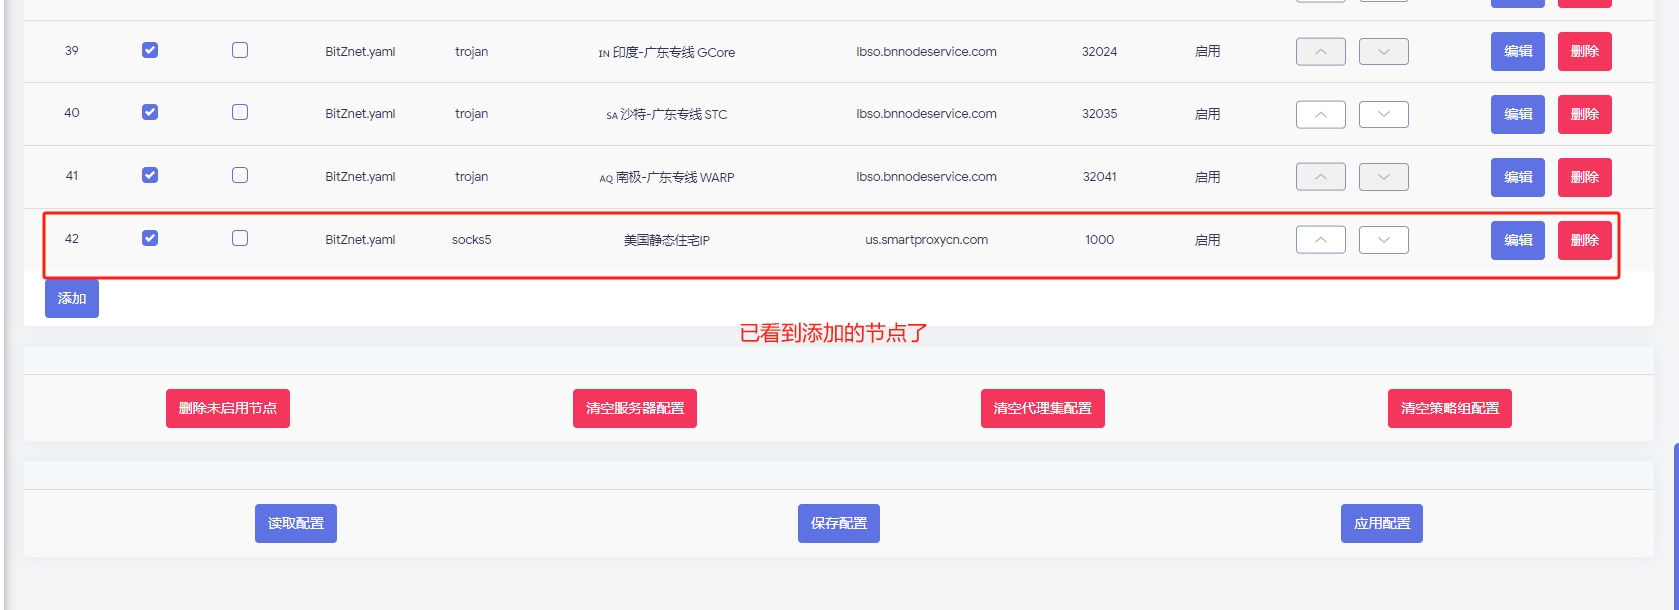 39 BitZnet.yaml trojan IN 印度-广东专线 GCore lbso.bnnodeservice.com 32024 启用 编辑 删除
40 BitZnet.yaml trojan SA 沙特-广东专线 STC lbso.bnnodeservice.com 32035 启用 编辑 删除
41 BitZnet.yaml trojan AQ 南极-广东专线 WARP lbso.bnnodeservice.com 32041 启用 编辑 删除
42 BitZnet.yaml socks5 美国静态住宅IP us.smartproxycn.com 1000 启用 编辑 删除
添加
已看到添加的节点了
删除未启用节点 清空服务器配置 清空代理集配置 清空策略组配置
读取配置 保存配置 应用配置